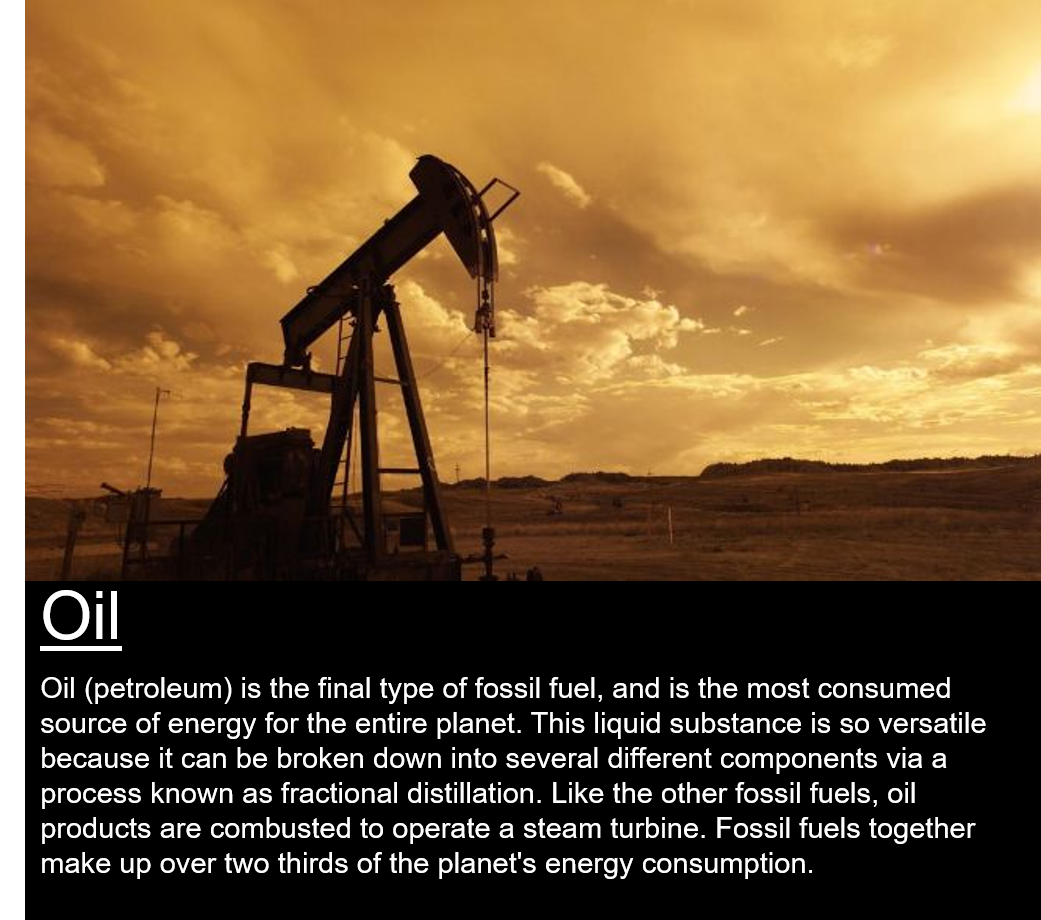 Oil
Oil (petroleum) is the final type of fossil fuel, and is the most consumed
source of energy for the entire planet. This liquid substance is so versatile
because it can be broken down into several different components via a
process known as fractional distillation. Like the other fossil fuels, oil
products are combusted to operate a steam turbine. Fossil fuels together
make up over two thirds of the planet's energy consumption.